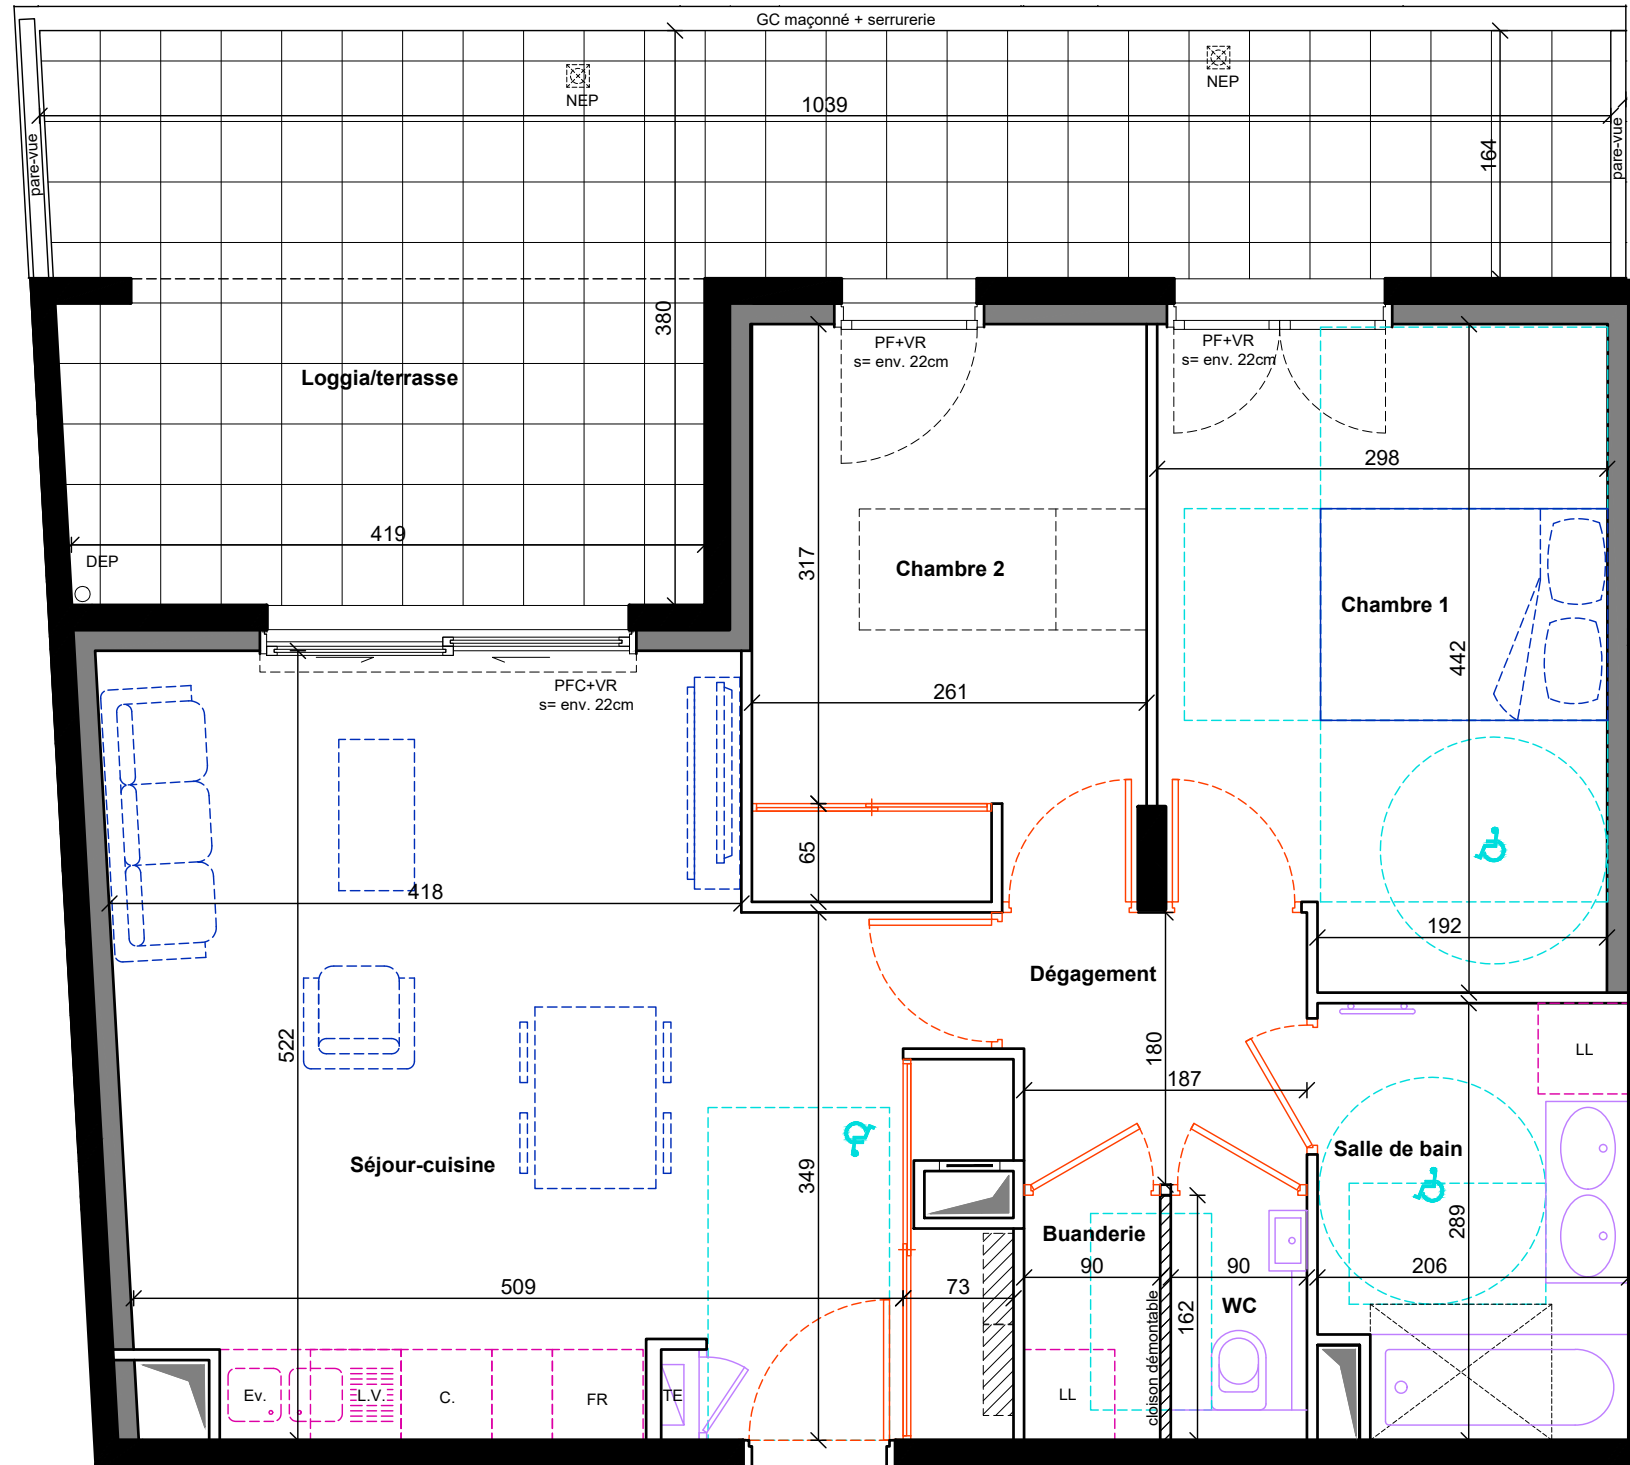 GC maçonné + serrurerie
NEP
NEP
1039
pare-vue
pare-vue
164
380
PF+VR
s= env. 22cm
PF+VR
s= env. 22cm
Loggia/terrasse
298
419
DEP
317
Chambre 2
Chambre 1
442
261
PFC+VR
s= env. 22cm
65
418
192
Dégagement
522
180
187
LL
Séjour-cuisine
349
Salle de bain
289
Buanderie
90
90
206
509
73
162
WC
cloison démontable
Ev.
L.V.
C.
FR
TE
LL